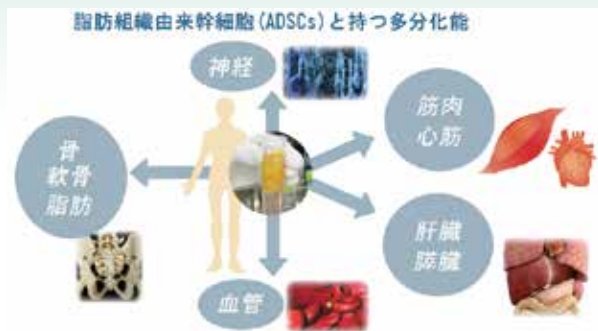 脂肪組織由来幹細胞(ADSCs)と持つ多分化能
神経
筋肉
心筋
骨
軟骨
脂肪
肝臓
膵臓
血管